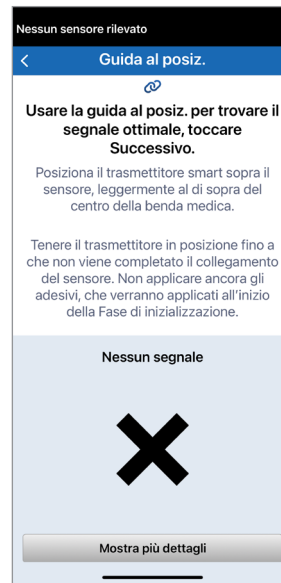 Nessun sensore rilevato
Guida al posiz.
Usare la guida al posiz. per trovare il
segnale ottimale, toccare
Successivo.
Posiziona il trasmettitore smart sopra il
sensore, leggermente al di sopra del
centro della benda medica.
Tenere il trasmettitore in posizione fino a
che non viene completato il collegamento
del sensore. Non applicare ancora gli
adesivi, che verranno applicati all'inizio
della Fase di inizializzazione.
Nessun segnale
Mostra più dettagli